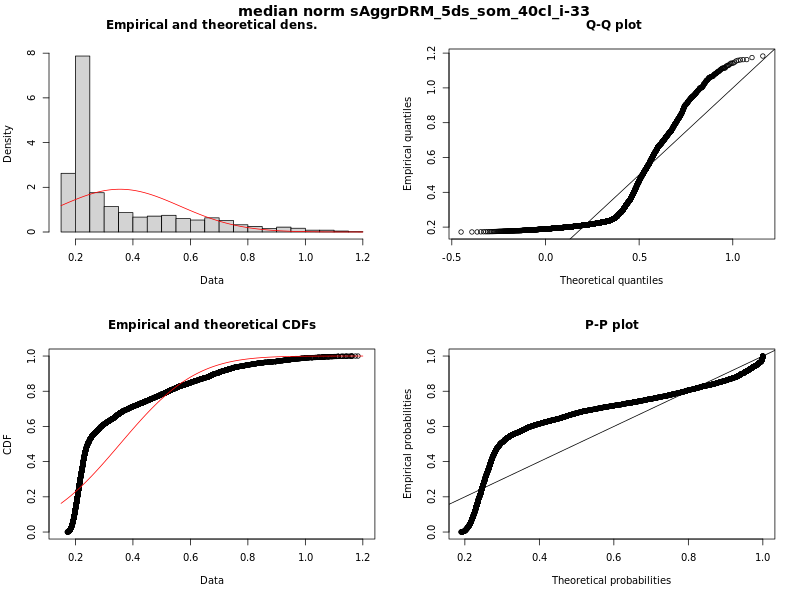 median norm sAggrDRM_5ds_som_40cl_i-33
Empirical and theoretical dens.
Density
0 2 4 6 8
0.2 0.4 0.6 0.8 1.0 1.2
Data
Q-Q plot
Empirical quantiles
0.2 0.4 0.6 0.8 1.0 1.2
-0.5 0.0 0.5 1.0
Theoretical quantiles
Empirical and theoretical CDFs
CDF
0.0 0.2 0.4 0.6 0.8 1.0
0.2 0.4 0.6 0.8 1.0 1.2
Data
P-P plot
Empirical probabilities
0.0 0.2 0.4 0.6 0.8 1.0
0.2 0.4 0.6 0.8 1.0
Theoretical probabilities